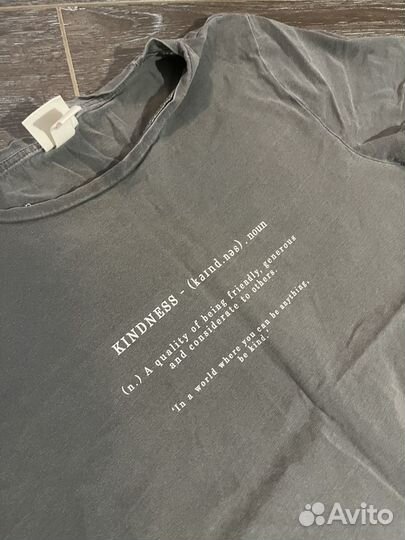 KINDNESS - (kaɪnd.nəs). noun
(n.) A quality of being friendly, generous
and considerate to others.
'In a world where you can be anything,
be kind.'
Avito